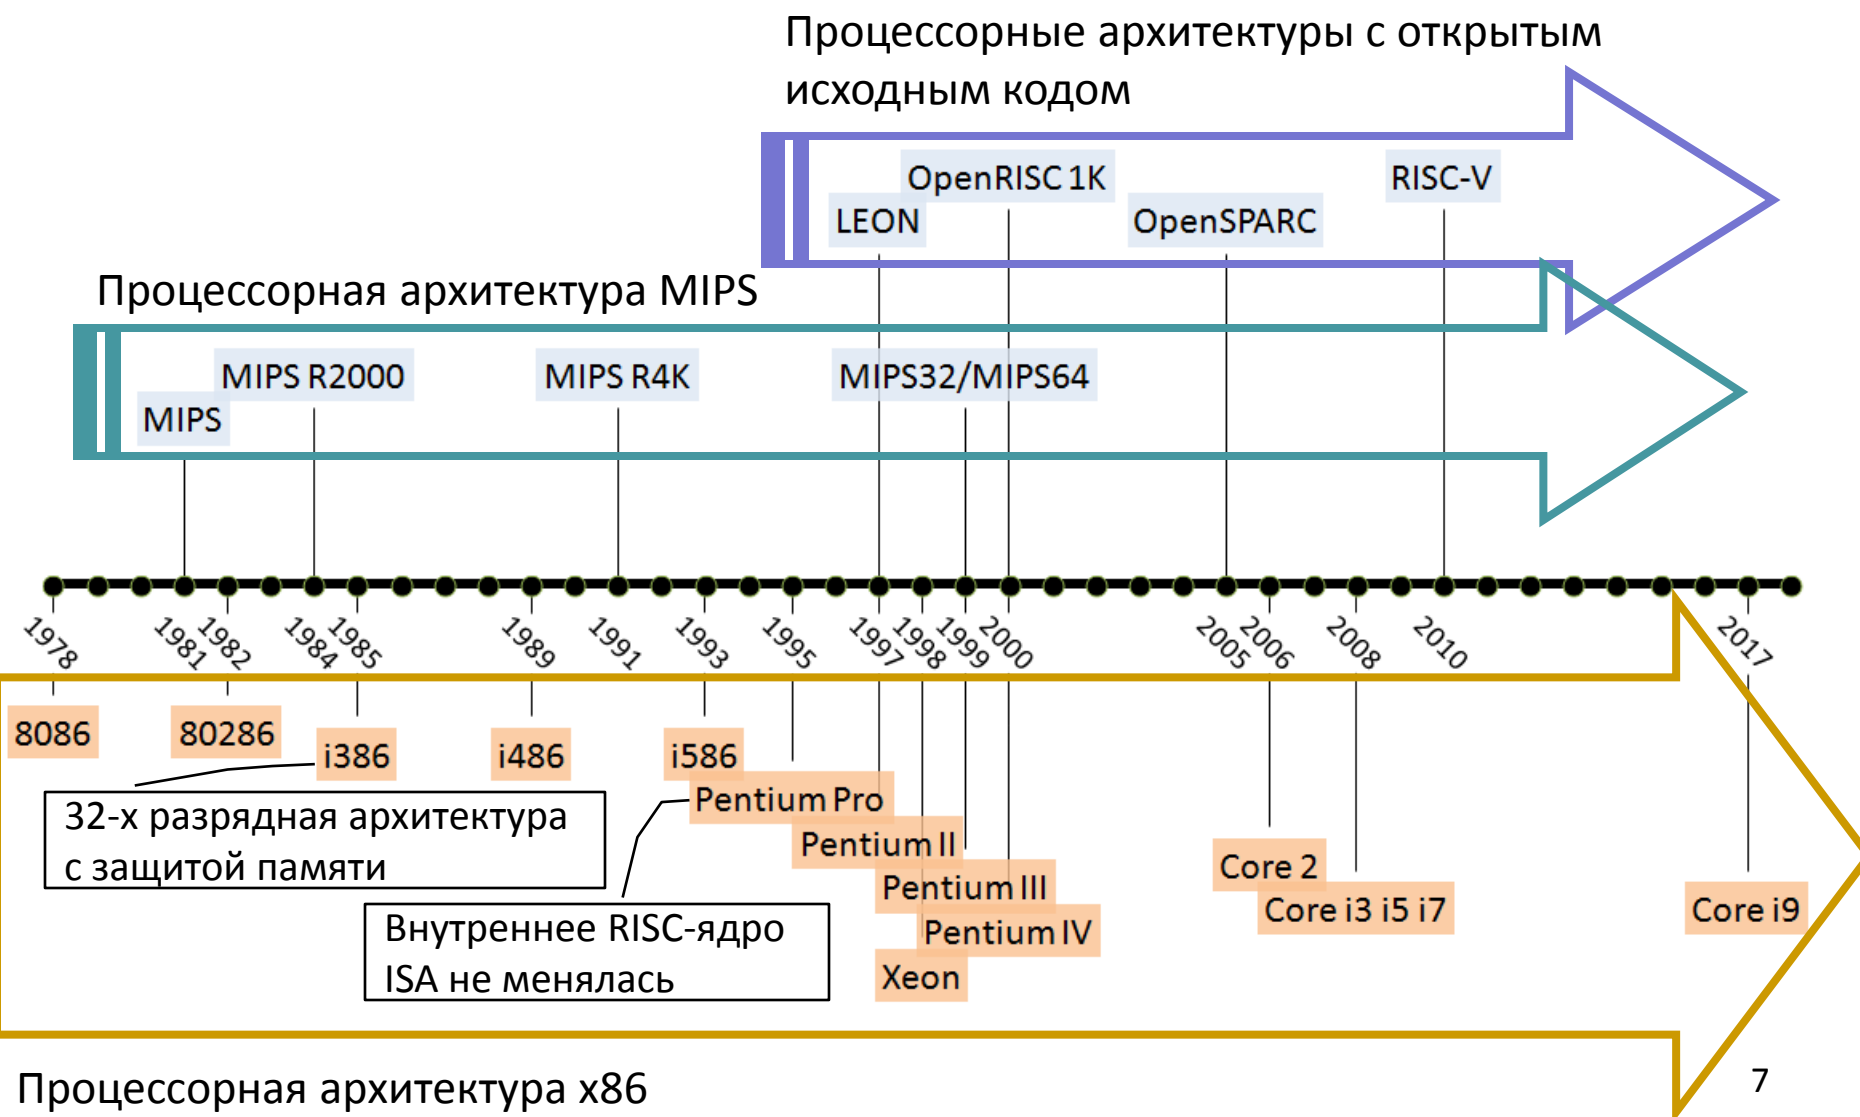 Процессорные архитектуры с открытым
исходным кодом
OpenRISC 1K
RISC-V
LEON
OpenSPARC
Процессорная архитектура MIPS
MIPS R2000
MIPS R4K
MIPS32/MIPS64
MIPS
1978
1981
1982
1984
1985
1989
1991
1993
1995
1997
1998
1999
2000
2005
2006
2008
2010
2017
8086
80286
i386
i486
i586
Pentium Pro
32-х разрядная архитектура
с защитой памяти
Pentium II
Pentium III
Core 2
Core i3 i5 i7
Core i9
Внутреннее RISC-ядро
ISA не менялась
Pentium IV
Xeon
Процессорная архитектура x86
7